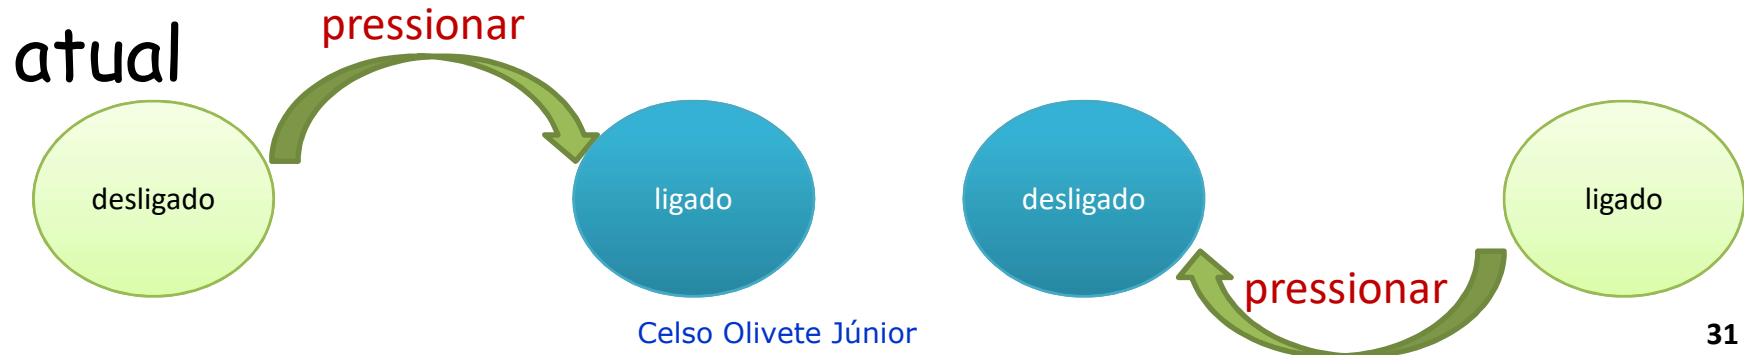 pressionar
atual
desligado
ligado
desligado
ligado
pressionar
Celso Olivete Júnior
31